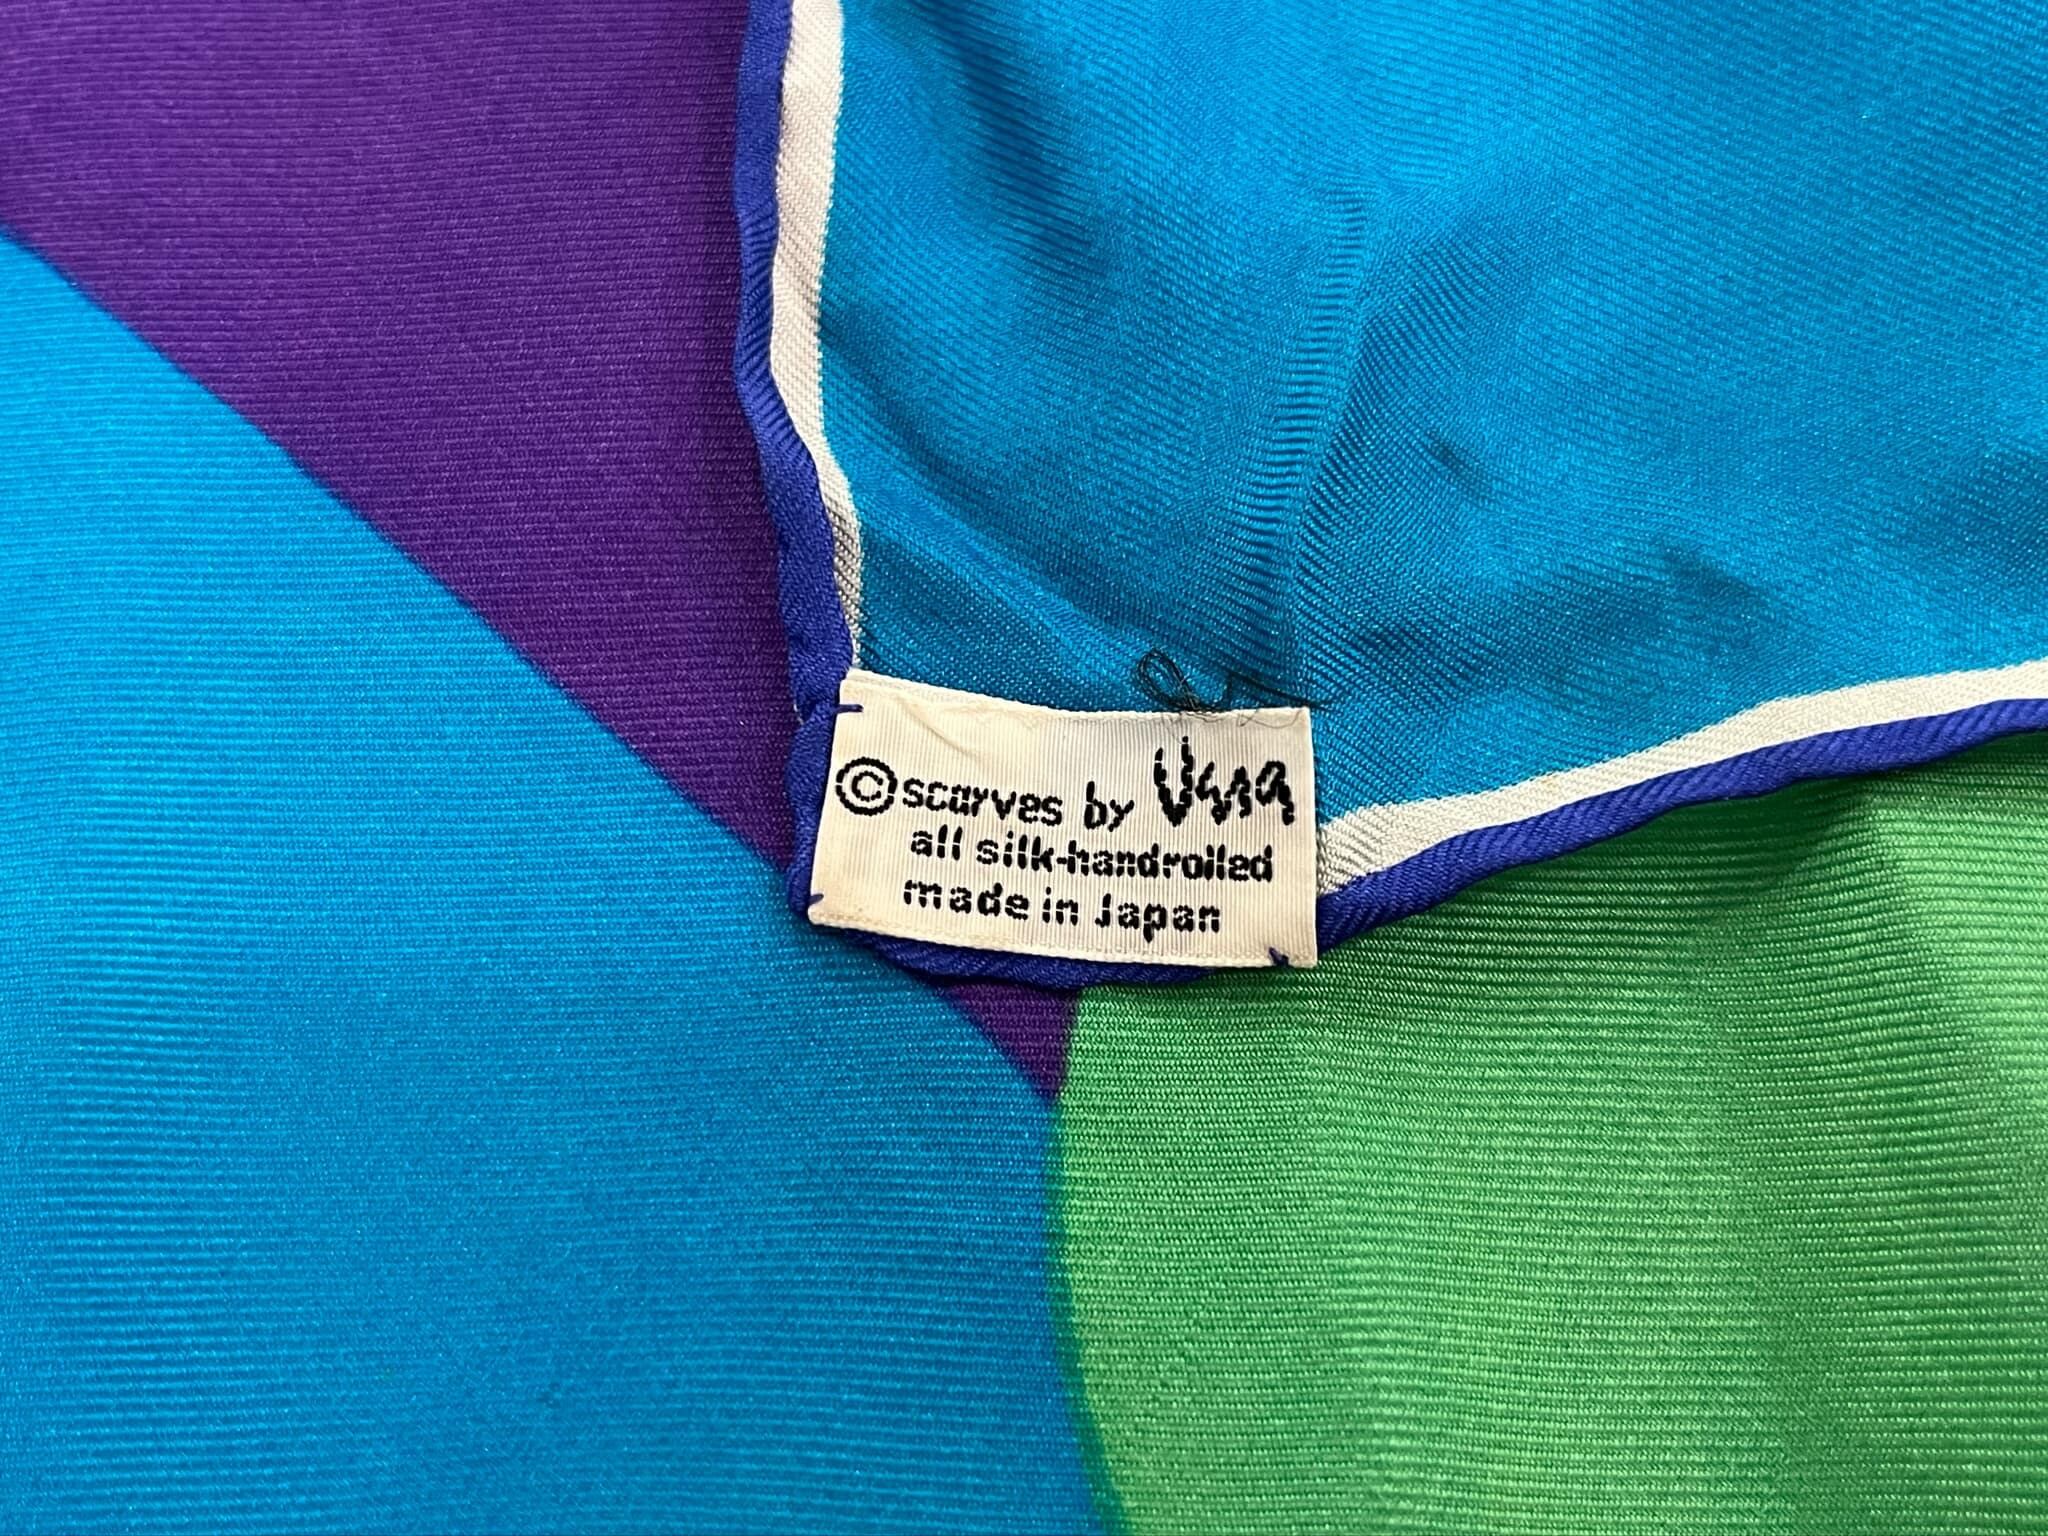 ©scarves by Vera
all silk-handrolled
made in Japan